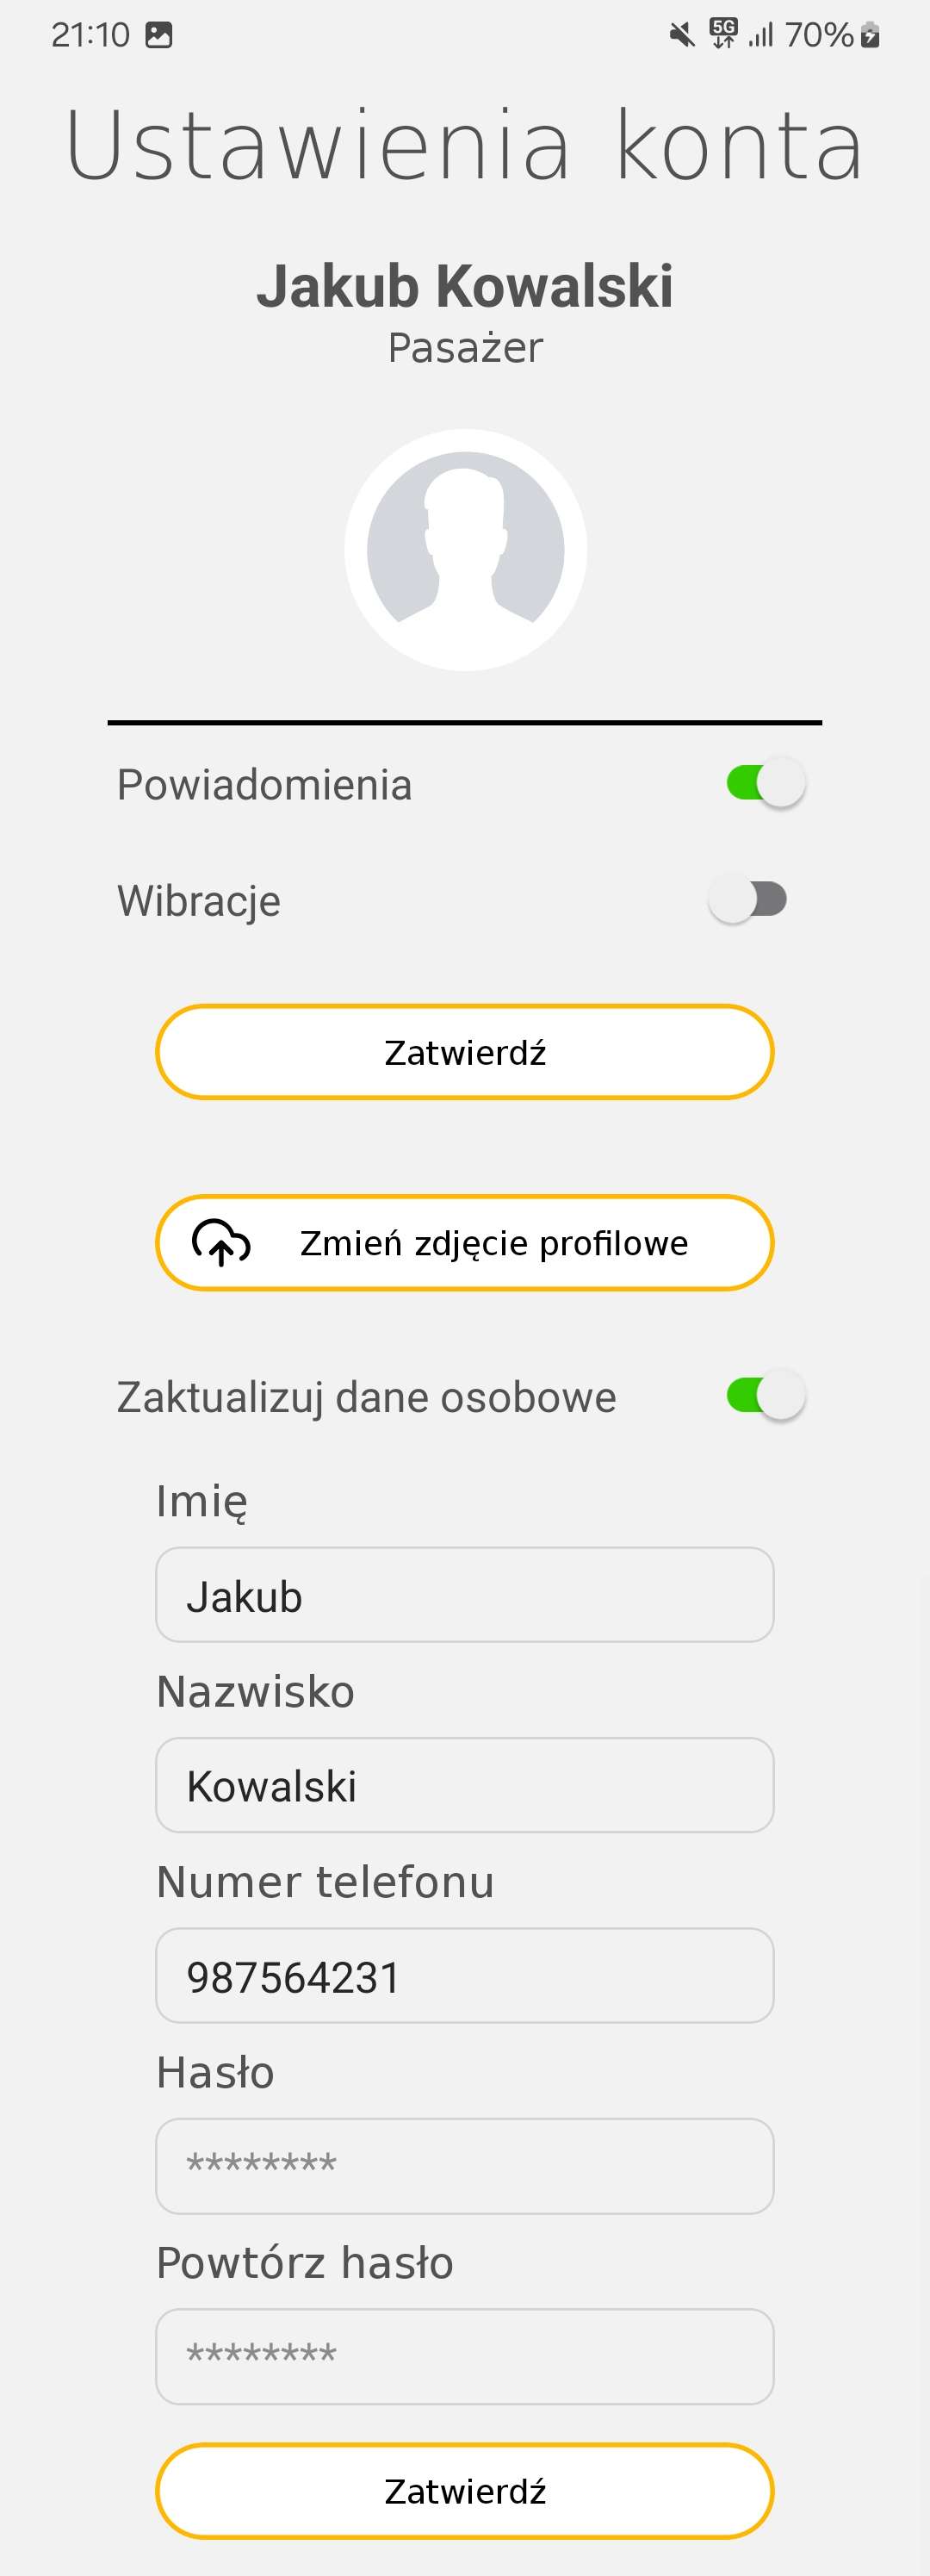 21:10 5G 70%
Ustawienia konta
Jakub Kowalski
Pasażer
Powiadomienia
Wibracje
Zatwierdź
Zmień zdjęcie profilowe
Zaktualizuj dane osobowe
Imię
Jakub
Nazwisko
Kowalski
Numer telefonu
987564231
Hasło
********
Powtórz hasło
********
Zatwierdź